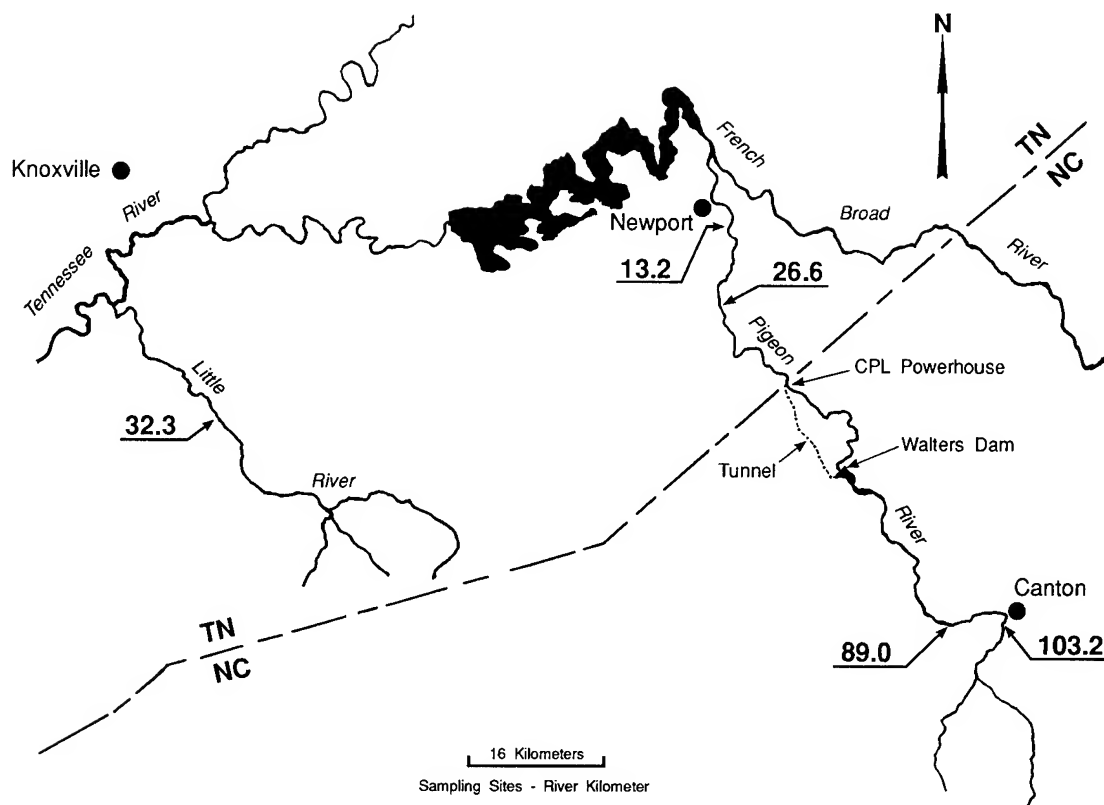 N
TN
NC
Knoxville
River
Tennessee
French
Broad
River
Newport
13.2
26.6
Pigeon
CPL Powerhouse
Little
32.3
Tunnel
Walters Dam
River
River
Canton
TN
NC
89.0
103.2
16 Kilometers
Sampling Sites - River Kilometer